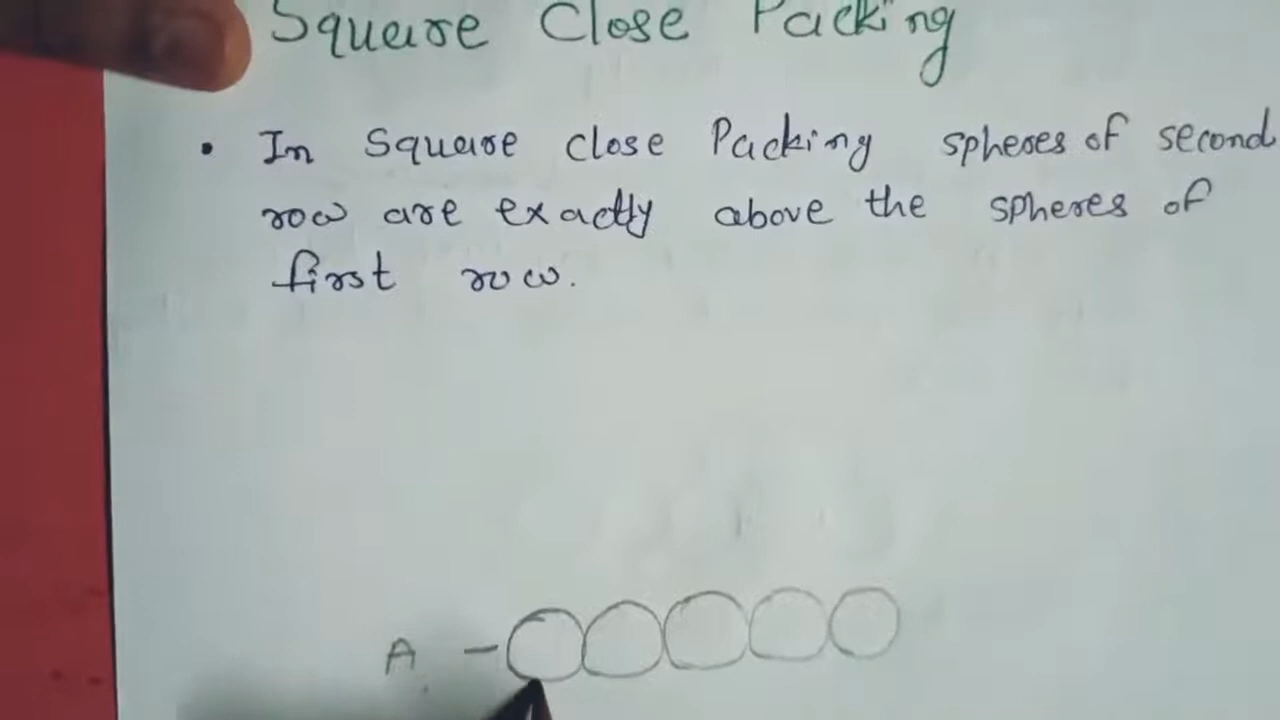 Square Close Packing
• In Square close Packing spheres of second
row are exactly above the spheres of
first row.
A -